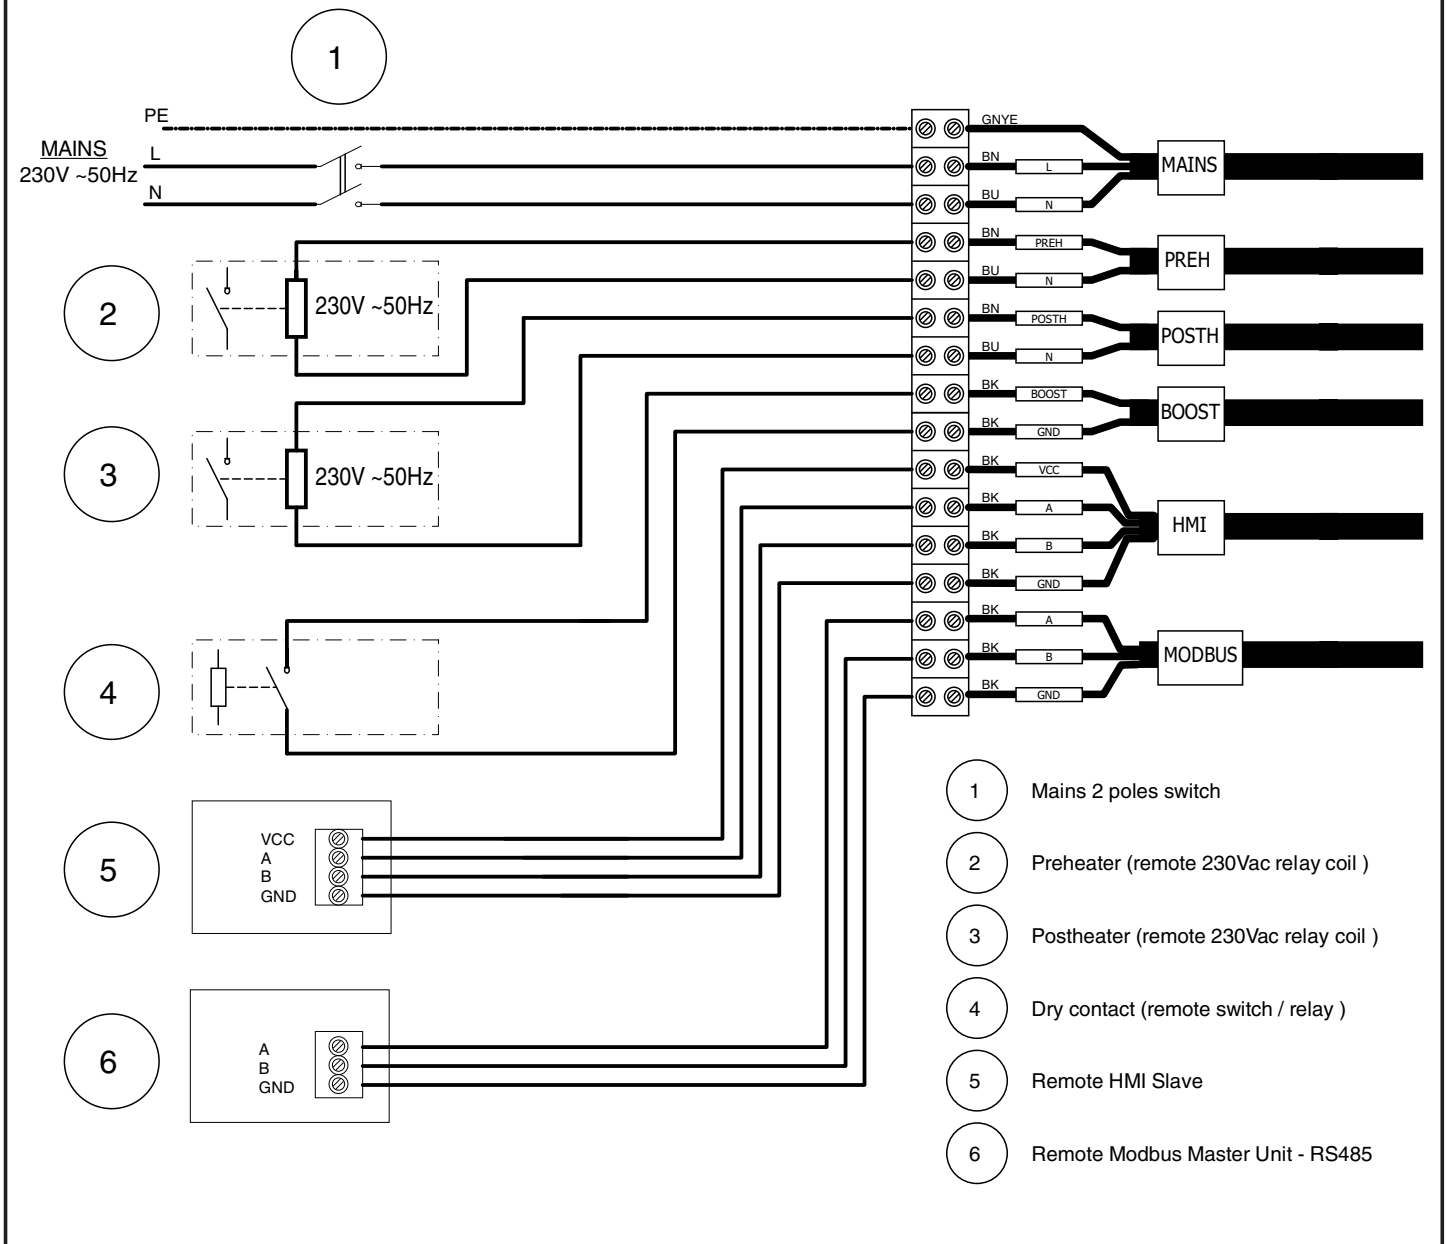 1
PE
MAINS
230V ~50Hz
L
N
GNYE
BN
L
BU
N
MAINS
BN
PREH
BU
N
PREH
BN
POSTH
BU
N
POSTH
BK
BOOST
BK
GND
BOOST
BK
VCC
BK
A
BK
B
BK
GND
HMI
BK
A
BK
B
BK
GND
MODBUS
2
230V ~50Hz
3
230V ~50Hz
4
5
VCC
A
B
GND
6
A
B
GND
1 Mains 2 poles switch
2 Preheater (remote 230Vac relay coil )
3 Postheater (remote 230Vac relay coil )
4 Dry contact (remote switch / relay )
5 Remote HMI Slave
6 Remote Modbus Master Unit - RS485